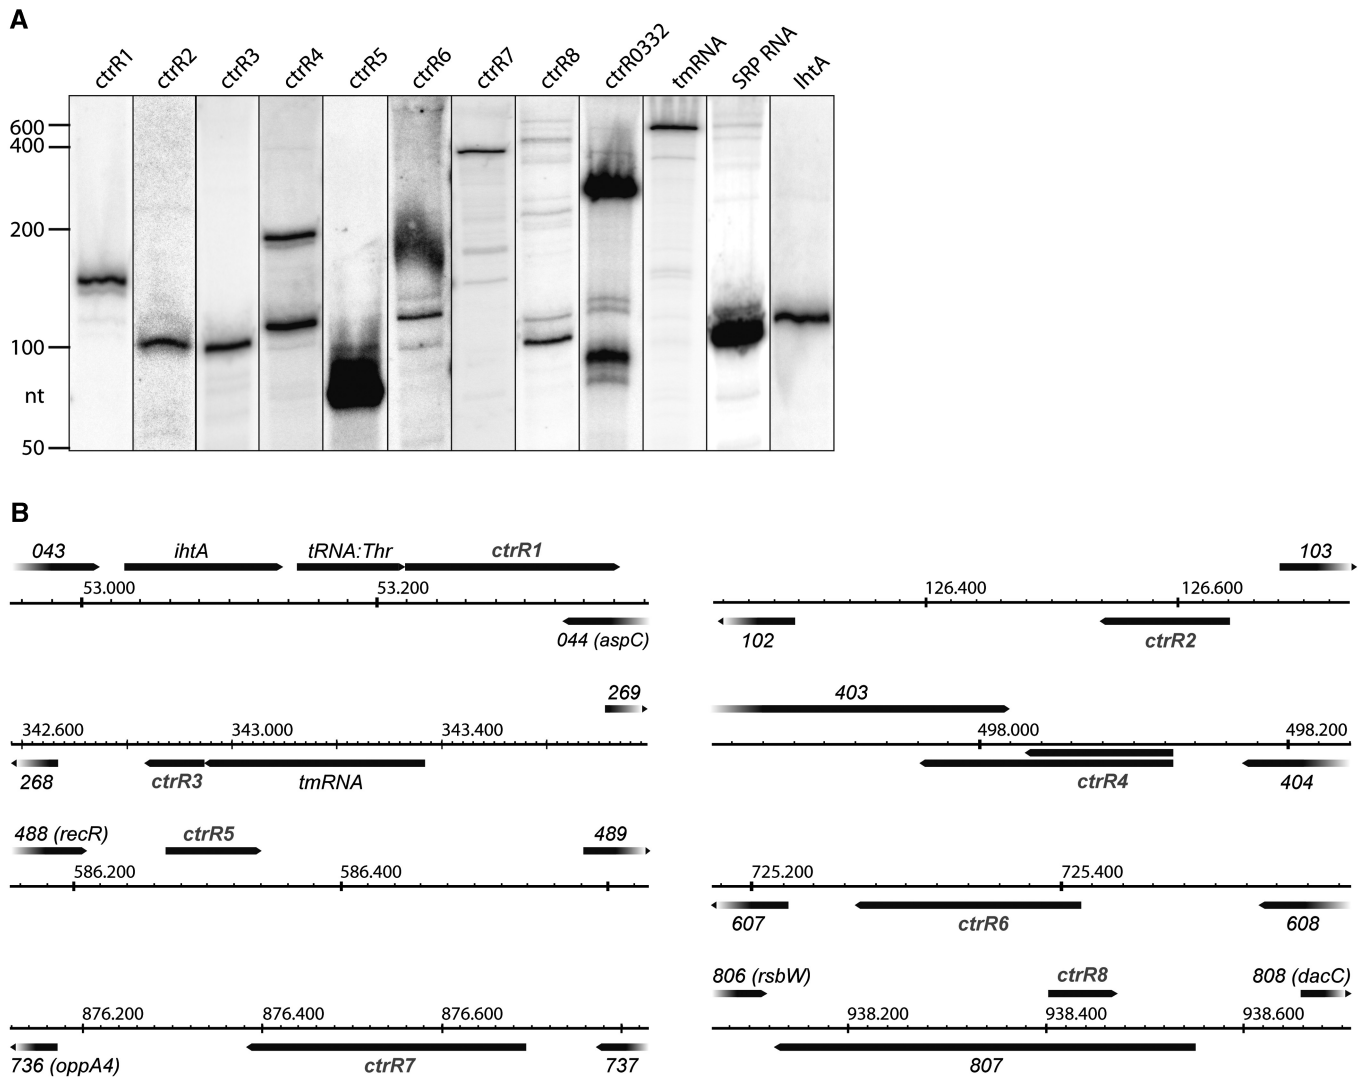 A
ctrR1 ctrR2 ctrR3 ctrR4 ctrR5 ctrR6 ctrR7 ctrR8 ctrR0332 tmRNA SRP RNA IhtA
600
400
200
100
nt
50
B
043 ihtA tRNA:Thr ctrR1
53.000 53.200
044 (aspC)
103
126.400 126.600
102 ctrR2
269
342.600 343.000 343.400
268 ctrR3 tmRNA
403
498.000 498.200
ctrR4 404
488 (recR) ctrR5 489
586.200 586.400
725.200 725.400
607 ctrR6 608
876.200 876.400 876.600
736 (oppA4) ctrR7 737
806 (rsbW) ctrR8 808 (dacC)
938.200 938.400 938.600
807